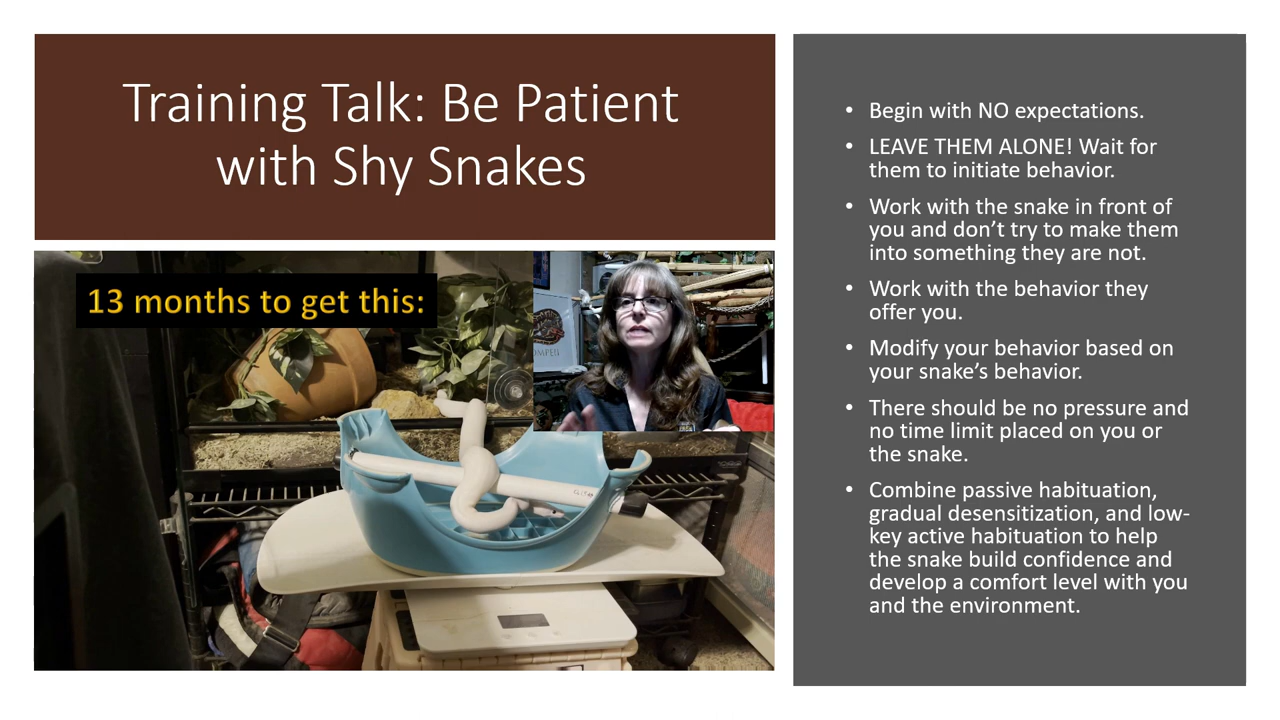 Training Talk: Be Patient
with Shy Snakes
13 months to get this:
• Begin with NO expectations.
• LEAVE THEM ALONE! Wait for
them to initiate behavior.
• Work with the snake in front of
you and don’t try to make them
into something they are not.
• Work with the behavior they
offer you.
• Modify your behavior based on
your snake’s behavior.
• There should be no pressure and
no time limit placed on you or
the snake.
• Combine passive habituation,
gradual desensitization, and low-
key active habituation to help
the snake build confidence and
develop a comfort level with you
and the environment.